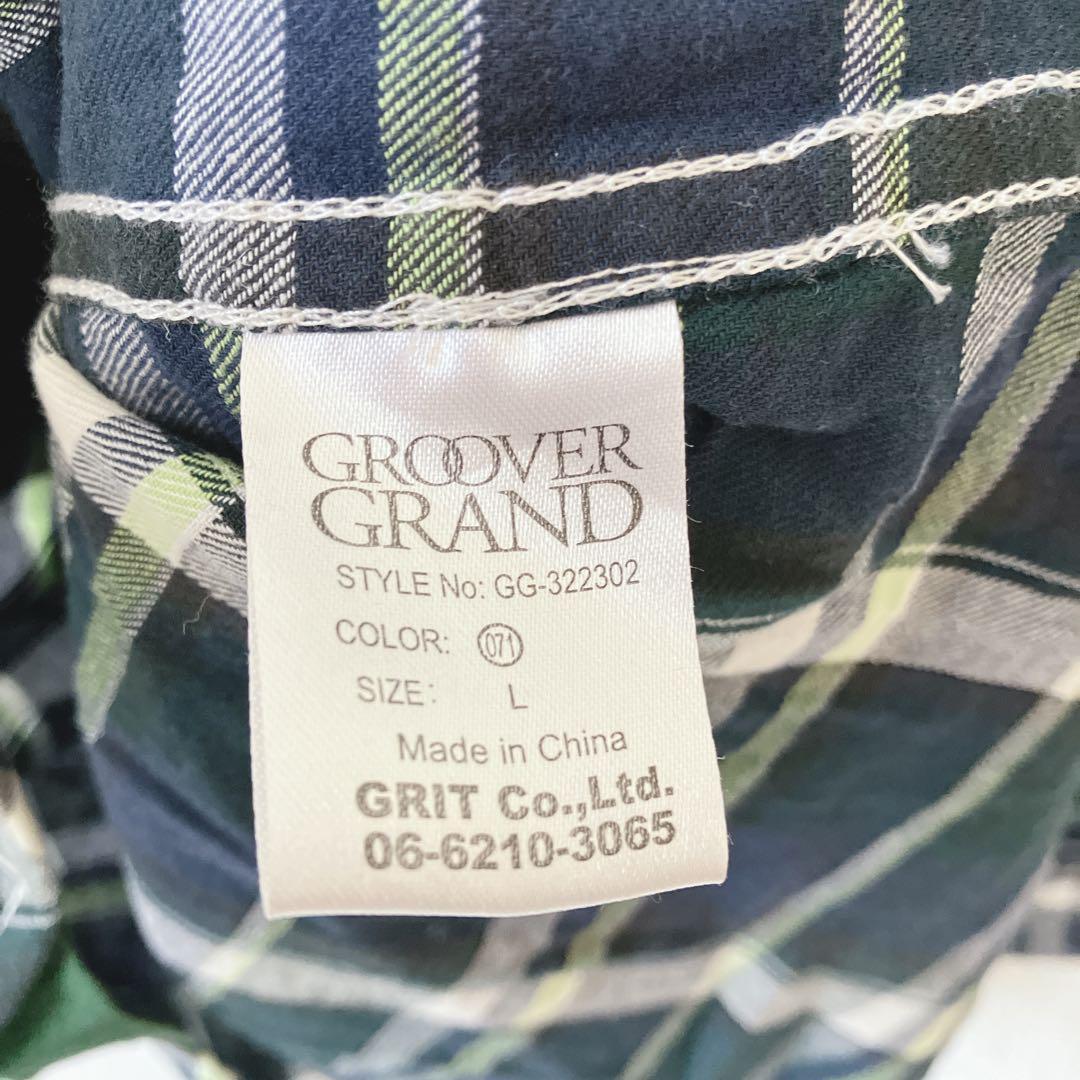 GROOVER
GRAND
STYLE No: GG-322302
COLOR: 071
SIZE: L
Made in China
GRIT Co.,Ltd.
06-6210-3065